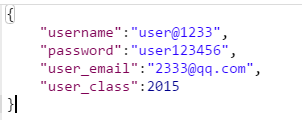 {
"username":"user@1233",
"password":"user123456",
"user_email":"2333@qq.com",
"user_class":2015
}